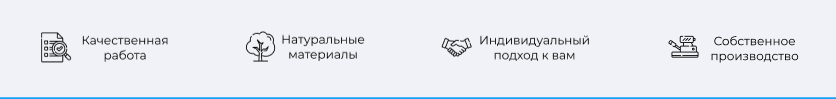 Качественная
работа
Натуральные
материалы
Индивидуальный
подход к вам
Собственное
производство